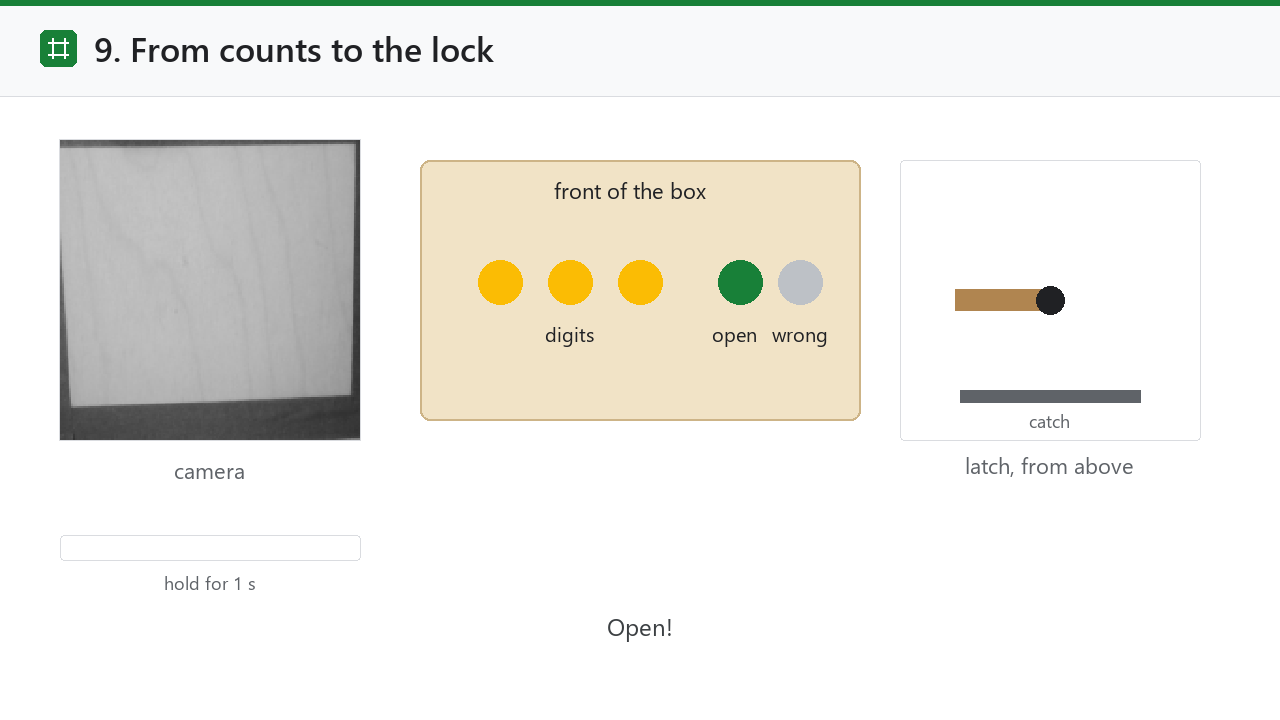 9. From counts to the lock
front of the box
digits
open
wrong
catch
camera
latch, from above
hold for 1 s
Open!